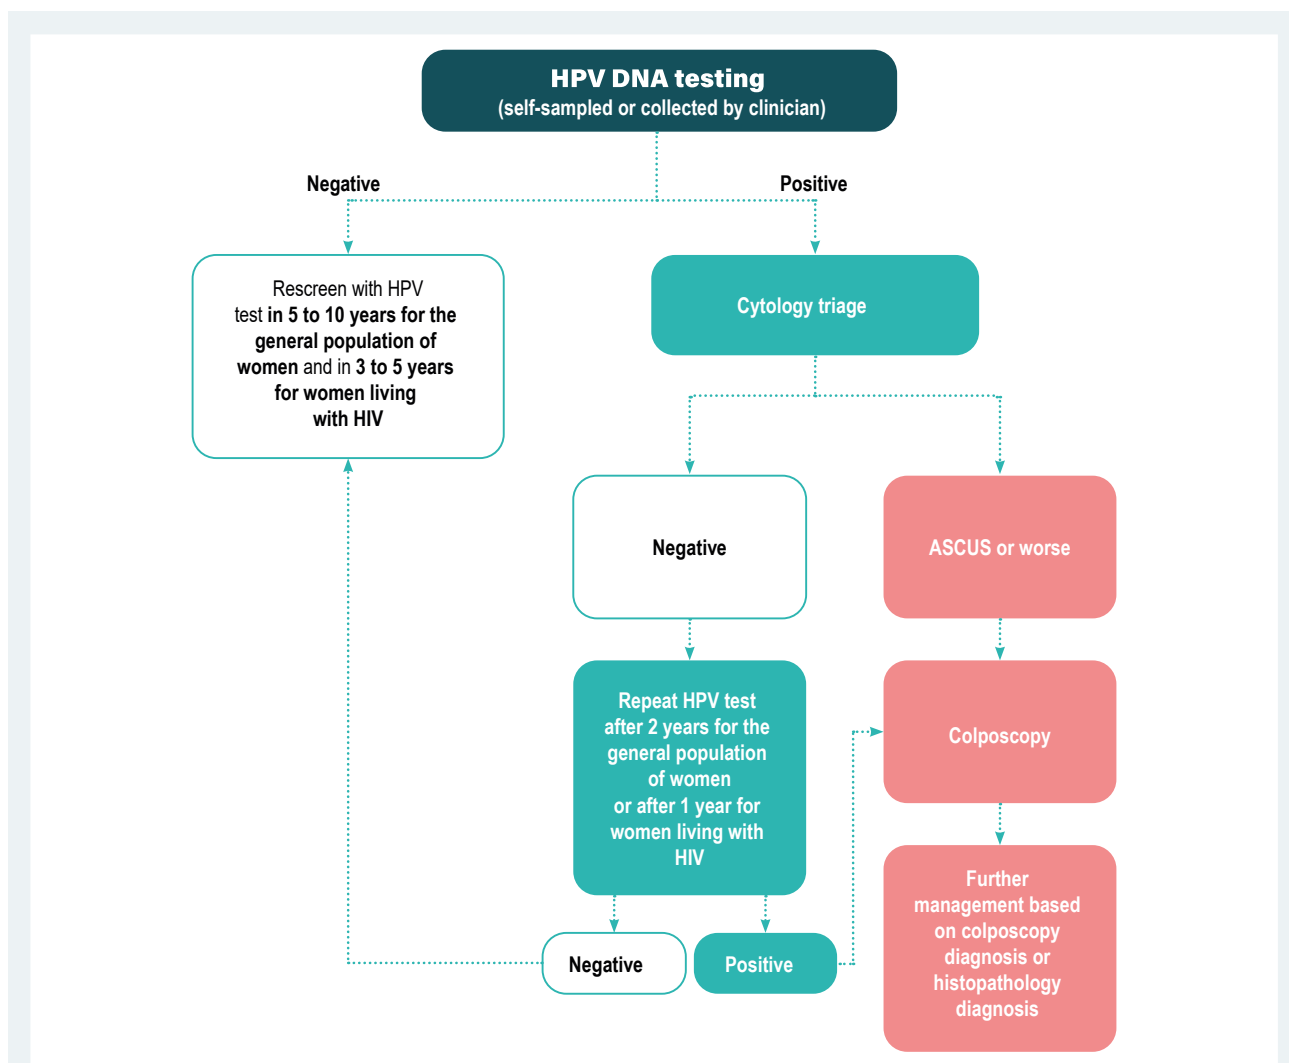 HPV DNA testing
(self-sampled or collected by clinician)
Negative
Positive
Rescreen with HPV
test in 5 to 10 years for the
general population of
women and in 3 to 5 years
for women living
with HIV
Cytology triage
Negative
ASCUS or worse
Repeat HPV test
after 2 years for the
general population
of women
or after 1 year for
women living with
HIV
Colposcopy
Negative
Positive
Further
management based
on colposcopy
diagnosis or
histopathology
diagnosis